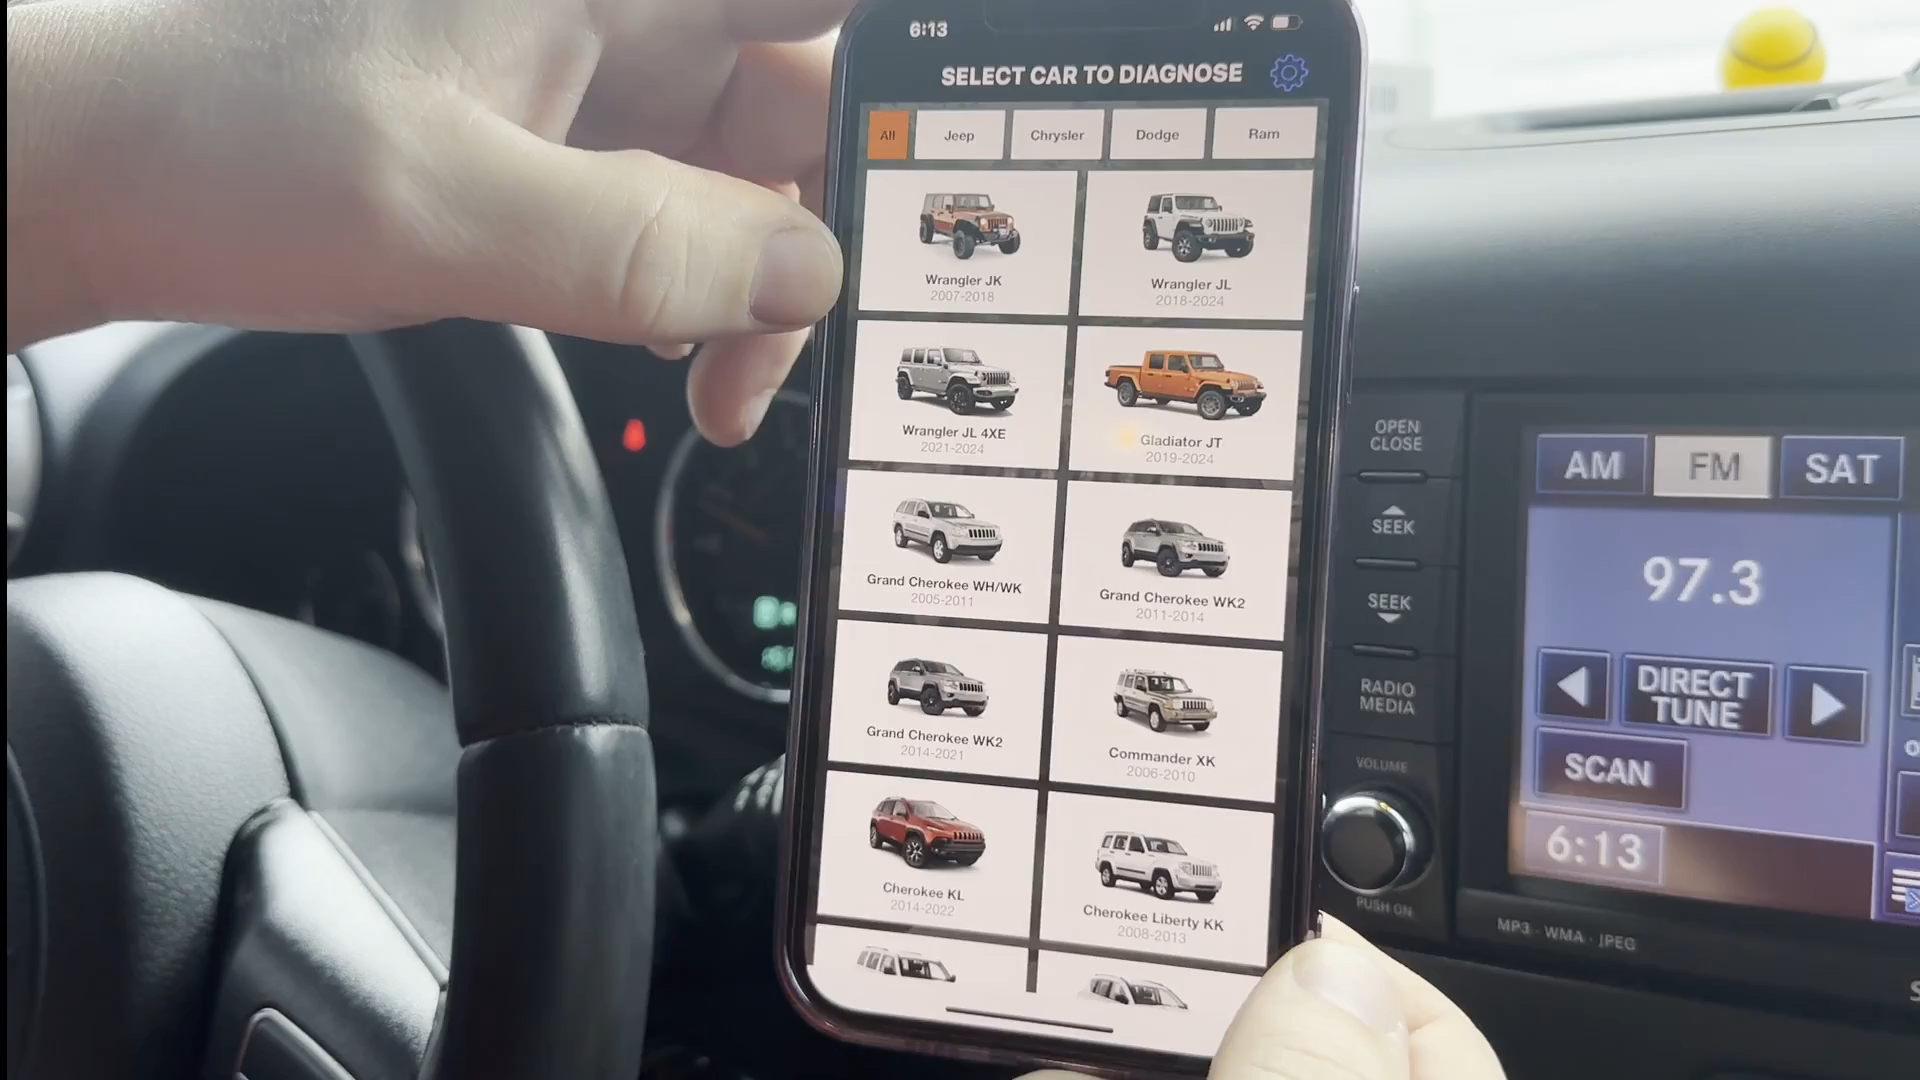 6:13
SELECT CAR TO DIAGNOSE
All
Jeep
Chrysler
Dodge
Ram
Wrangler JK
2007-2018
Wrangler JL
2018-2024
Wrangler JL 4XE
2021-2024
Gladiator JT
2019-2024
Grand Cherokee WH/WK
2005-2011
Grand Cherokee WK2
2011-2014
Grand Cherokee WK2
2014-2021
Commander XK
2006-2010
Cherokee KL
2014-2022
Cherokee Liberty KK
2008-2013
OPEN
CLOSE
SEEK
SEEK
RADIO
MEDIA
VOLUME
PUSH ON
AM
FM
SAT
97.3
DIRECT
TUNE
SCAN
6:13
MP3 · WMA · JPEG